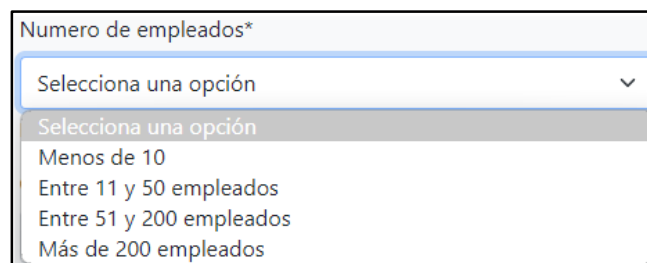 Numero de empleados*
Selecciona una opción
Selecciona una opción
Menos de 10
Entre 11 y 50 empleados
Entre 51 y 200 empleados
Más de 200 empleados